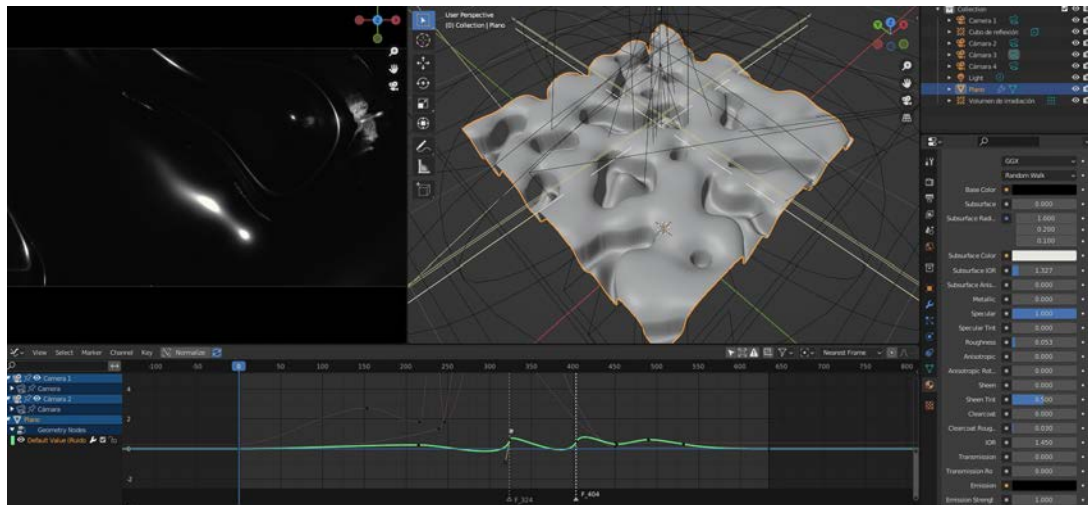 User Perspective
(0) Collection | Plano
Collection
Camera 1
Cubo de reflexión
Cámara 2
Cámara 3
Cámara 4
Light
Plano
Volumen de irradiación
GGX
Random Walk
Base Color
Subsurface 0.000
Subsurface Radi.. 1.000
0.200
0.100
Subsurface Color
Subsurface IOR 1.327
Subsurface Anis.. 0.000
Metallic 0.000
Specular 1.000
Specular Tint 0.000
Roughness 0.053
Anisotropic 0.000
Anisotropic Rot.. 0.000
Sheen 0.000
Sheen Tint 0.500
Clearcoat 0.000
Clearcoat Roug.. 0.030
IOR 1.450
Transmission 0.000
Transmission Ro 0.000
Emission
Emission Strengt 1.000
View Select Marker Channel Key Normalize Nearest Frame
-100 -50 0 50 100 150 200 250 300 350 400 450 500 550 600 650 700 750 800
Camera 1
Camera
Cámara 2
Cámara
Plano
Geometry Nodes
Default Value (Ruido
4
2
0
-2
F_324
F_404